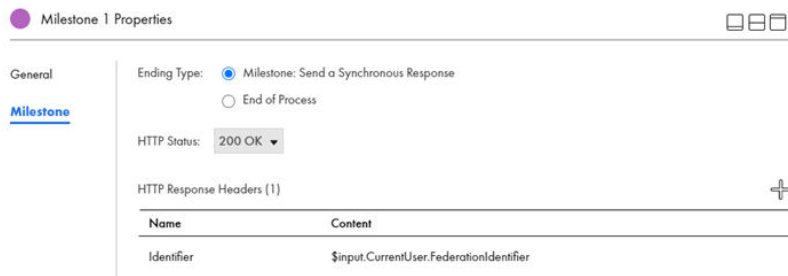 Milestone 1 Properties
General
Milestone
Ending Type:
Milestone: Send a Synchronous Response
End of Process
HTTP Status:
200 OK
HTTP Response Headers (1)
Name Content
Identifier $input.CurrentUser.FederationIdentifier